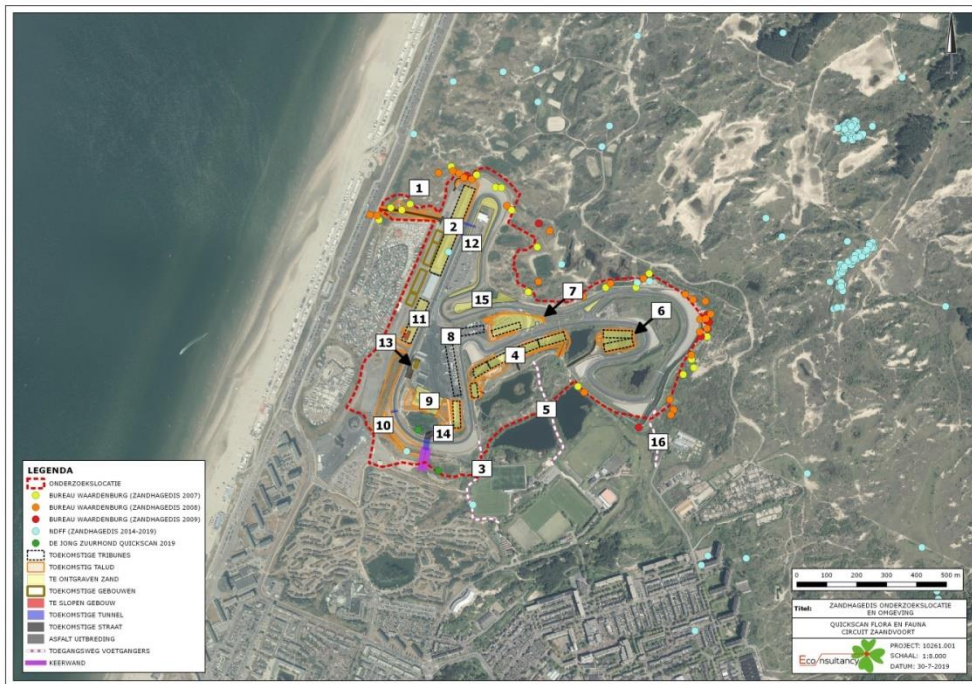 1
2
12
7
15
6
11
8
13
4
9
5
10
14
16
3
LEGENDA
ONDERZOEKSLOCATIE
BUREAU WAARDENBURG (ZANDHAGEDIS 2007)
BUREAU WAARDENBURG (ZANDHAGEDIS 2008)
BUREAU WAARDENBURG (ZANDHAGEDIS 2009)
NDFF (ZANDHAGEDIS 2014-2019)
DE JONG ZUURMOND QUICKSCAN 2019
TOEKOMSTIGE TRIBUNES
TOEKOMSTIG TALUD
TE ONTGRAVEN ZAND
TOEKOMSTIGE GEBOUWEN
TE SLOPEN GEBOUW
TOEKOMSTIGE TUNNEL
TOEKOMSTIGE STRAAT
ASFALT UITBREDING
TOEGANGSWEG VOETGANGERS
KEERWAND
0 100 200 300 400 500 m
Titel: ZANDHAGEDIS ONDERZOEKSLOCATIE
EN OMGEVING
QUICKSCAN FLORA EN FAUNA
CIRCUIT ZAANDVOORT
Econsultancy
PROJECT: 10261.001
SCHAAL: 1:8.000
DATUM: 30-7-2019